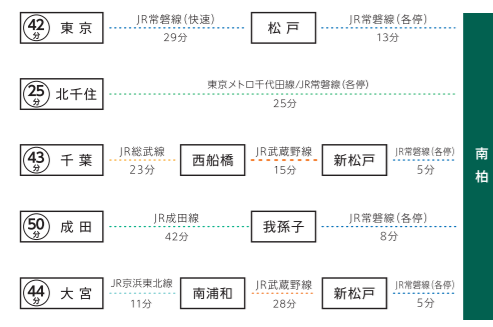 42分 東京 JR常磐線(快速) 29分 松戸 JR常磐線(各停) 13分
25分 北千住 東京メトロ千代田線/JR常磐線(各停) 25分
43分 千葉 JR総武線 23分 西船橋 JR武蔵野線 15分 新松戸 JR常磐線(各停) 5分
50分 成田 JR成田線 42分 我孫子 JR常磐線(各停) 8分
44分 大宮 JR京浜東北線 11分 南浦和 JR武蔵野線 28分 新松戸 JR常磐線(各停) 5分
南柏